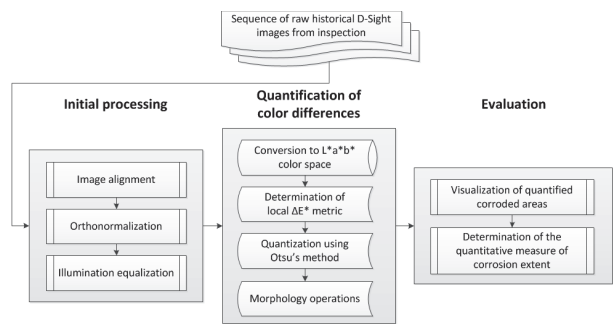 Sequence of raw historical D-Sight
images from inspection
Initial processing
Image alignment
Orthonormalization
Illumination equalization
Quantification of
color differences
Conversion to L*a*b*
color space
Determination of
local ΔE* metric
Quantization using
Otsu's method
Morphology operations
Evaluation
Visualization of quantified
corroded areas
Determination of the
quantitative measure of
corrosion extent